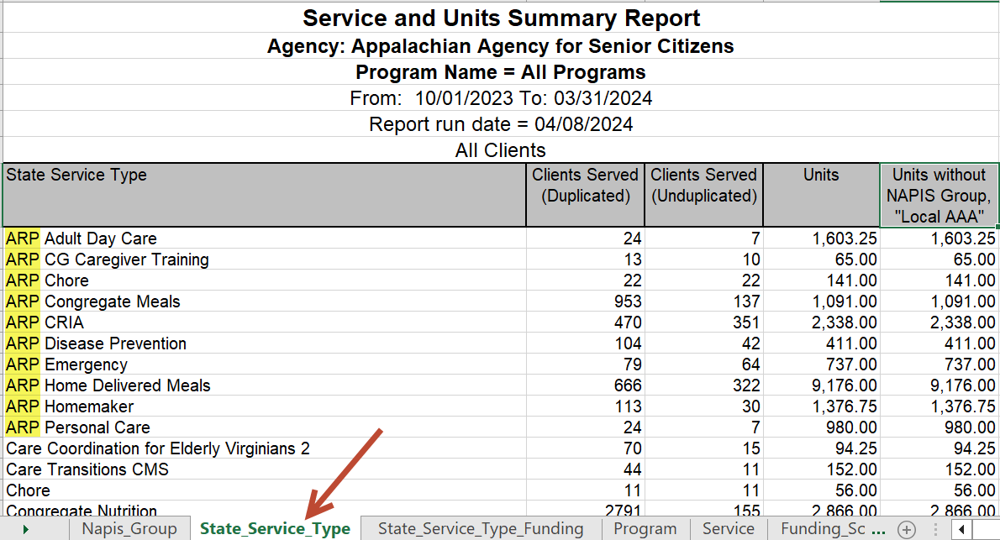 Service and Units Summary Report
Agency: Appalachian Agency for Senior Citizens
Program Name = All Programs
From: 10/01/2023 To: 03/31/2024
Report run date = 04/08/2024
All Clients
State Service Type Clients Served (Duplicated) Clients Served (Unduplicated) Units Units without NAPIS Group, "Local AAA"
ARP Adult Day Care 24 7 1,603.25 1,603.25
ARP CG Caregiver Training 13 10 65.00 65.00
ARP Chore 22 22 141.00 141.00
ARP Congregate Meals 953 137 1,091.00 1,091.00
ARP CRIA 470 351 2,338.00 2,338.00
ARP Disease Prevention 104 42 411.00 411.00
ARP Emergency 79 64 737.00 737.00
ARP Home Delivered Meals 666 322 9,176.00 9,176.00
ARP Homemaker 113 30 1,376.75 1,376.75
ARP Personal Care 24 7 980.00 980.00
Care Coordination for Elderly Virginians 2 70 15 94.25 94.25
Care Transitions CMS 44 11 152.00 152.00
Chore 11 11 56.00 56.00
Congregate Nutrition 2791 155 2,866.00 2,866.00
Napis_Group State_Service_Type State_Service_Type_Funding Program Service Funding_Sc ...